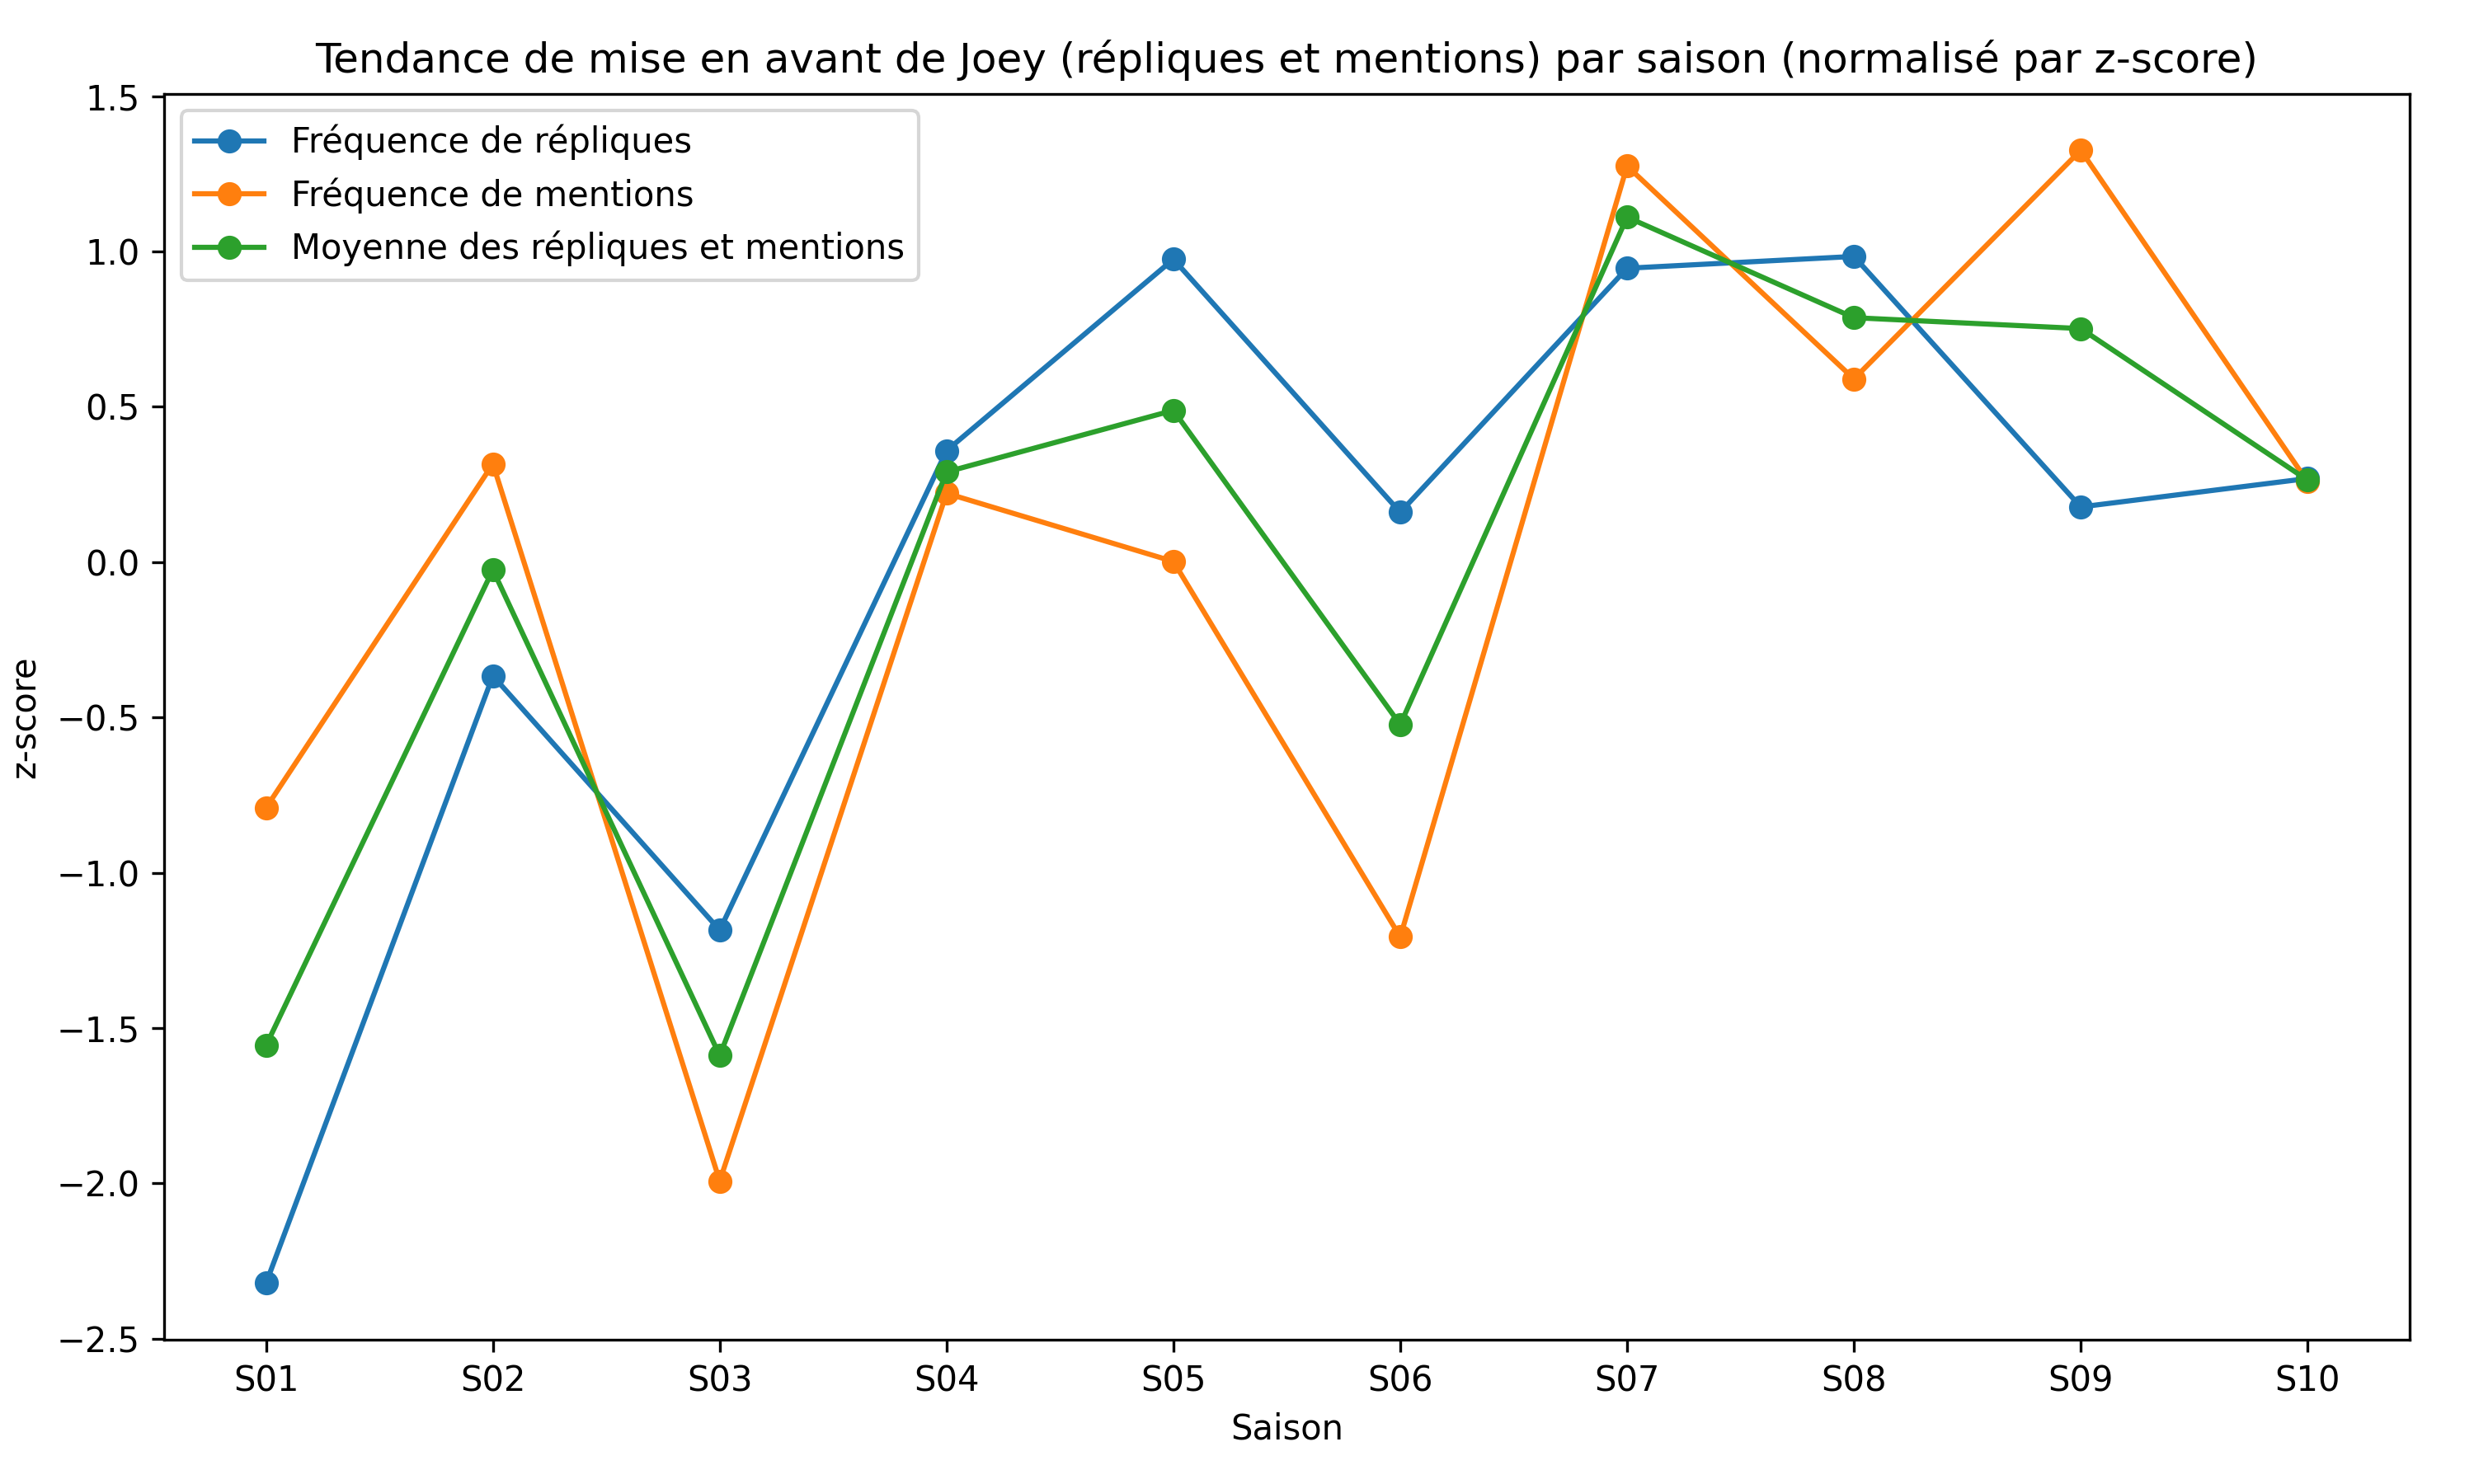 Tendance de mise en avant de Joey (répliques et mentions) par saison (normalisé par z-score)
Fréquence de répliques
Fréquence de mentions
Moyenne des répliques et mentions
1.5
1.0
0.5
0.0
−0.5
−1.0
−1.5
−2.0
−2.5
z-score
S01 S02 S03 S04 S05 S06 S07 S08 S09 S10
Saison